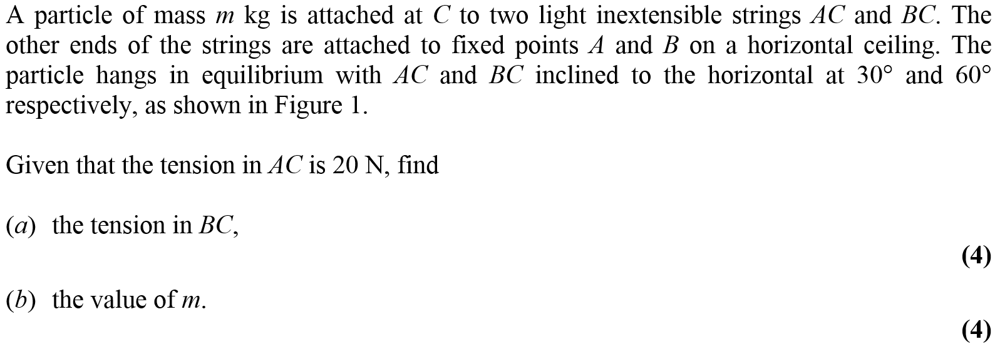 A particle of mass m kg is attached at C to two light inextensible strings AC and BC. The
other ends of the strings are attached to fixed points A and B on a horizontal ceiling. The
particle hangs in equilibrium with AC and BC inclined to the horizontal at 30° and 60°
respectively, as shown in Figure 1.
Given that the tension in AC is 20 N, find
(a) the tension in BC,
(4)
(b) the value of m.
(4)